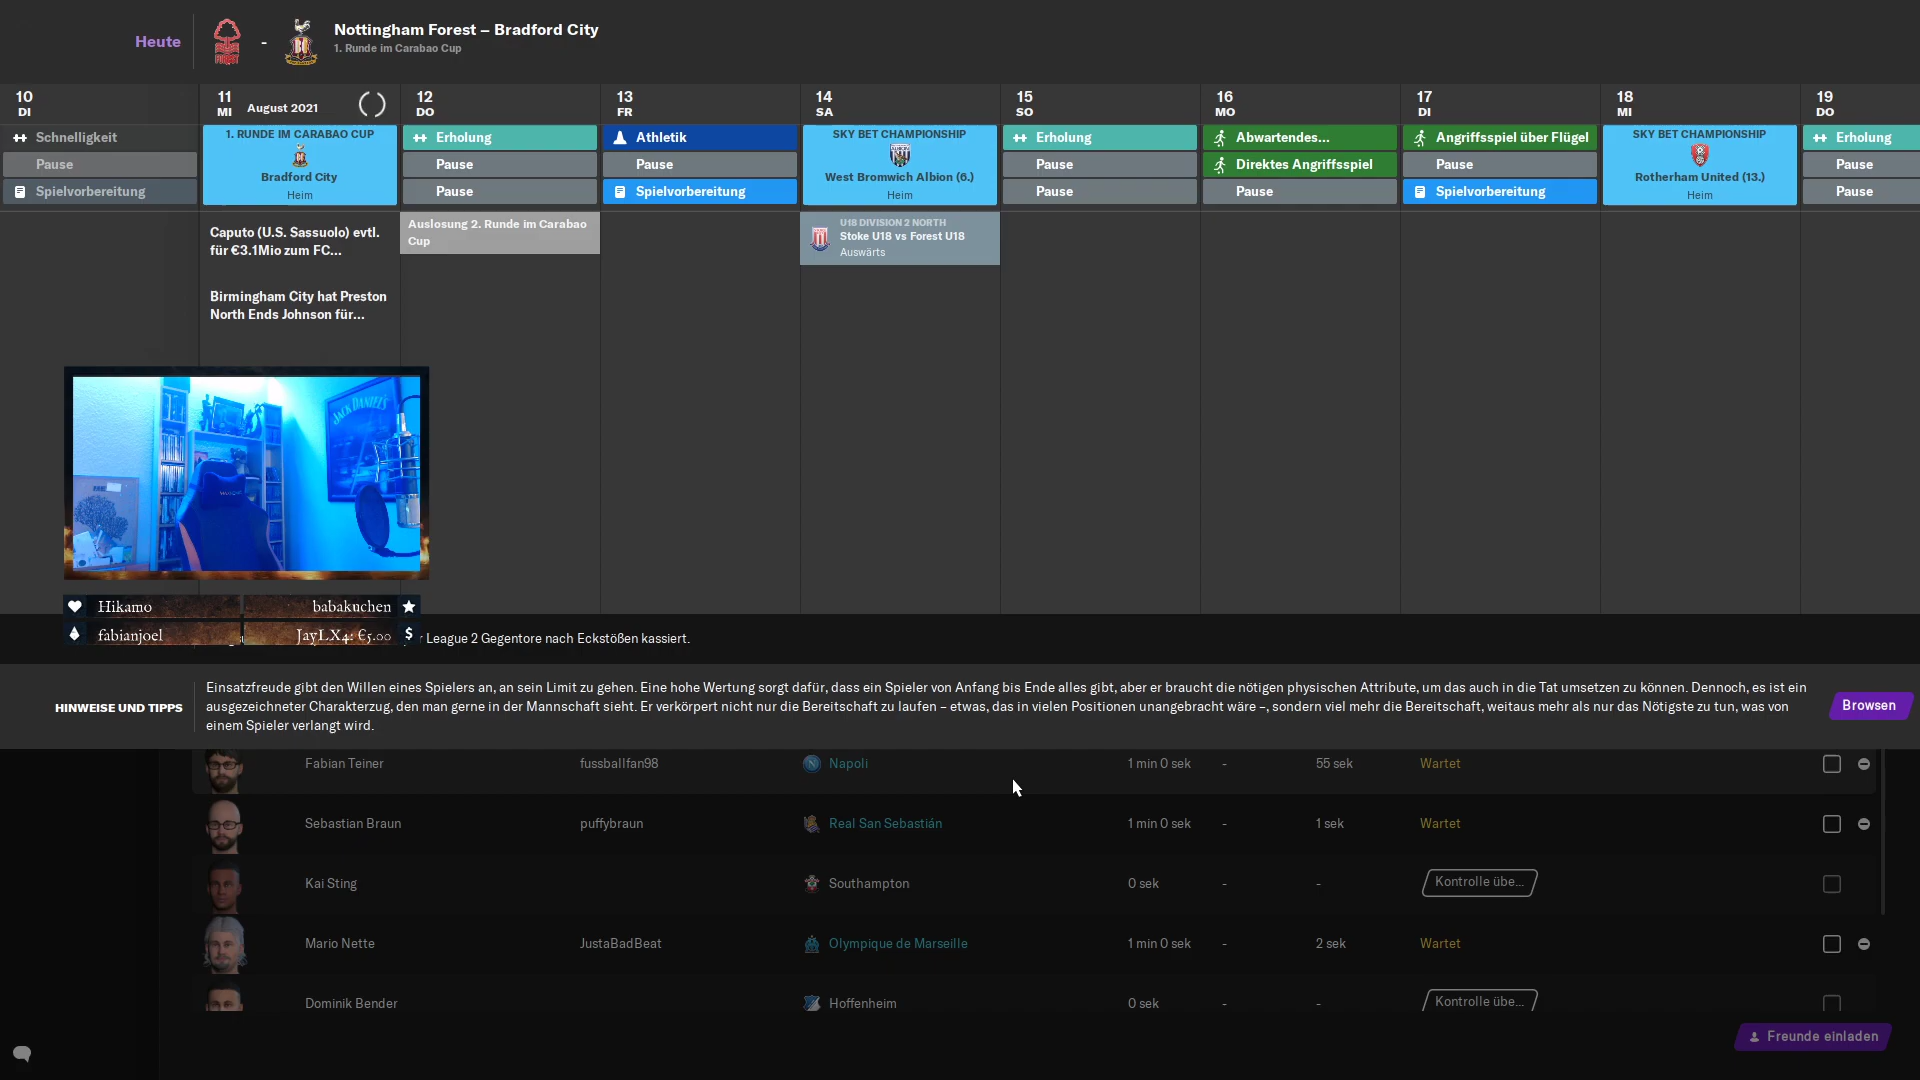 Heute
-
Nottingham Forest – Bradford City
1. Runde im Carabao Cup
10
DI
11
MI
August 2021
12
DO
13
FR
14
SA
15
SO
16
MO
17
DI
18
MI
19
DO
Schnelligkeit
Pause
Spielvorbereitung
1. RUNDE IM CARABAO CUP
Bradford City
Heim
Erholung
Pause
Pause
Athletik
Pause
Spielvorbereitung
SKY BET CHAMPIONSHIP
West Bromwich Albion (6.)
Heim
Erholung
Pause
Pause
Abwartendes...
Direktes Angriffsspiel
Pause
Angriffsspiel über Flügel
Pause
Spielvorbereitung
SKY BET CHAMPIONSHIP
Rotherham United (13.)
Heim
Erholung
Pause
Pause
Caputo (U.S. Sassuolo) evtl.
für €3.1Mio zum FC...
Birmingham City hat Preston
North Ends Johnson für...
Auslosung 2. Runde im Carabao
Cup
U18 DIVISION 2 NORTH
Stoke U18 vs Forest U18
Auswärts
JACK DANIEL'S
Hikamo
babakuchen
fabianjoel
JayLX4: €5.00
League 2 Gegentore nach Eckstößen kassiert.
HINWEISE UND TIPPS
Einsatzfreude gibt den Willen eines Spielers an, an sein Limit zu gehen. Eine hohe Wertung sorgt dafür, dass ein Spieler von Anfang bis Ende alles gibt, aber er braucht die nötigen physischen Attribute, um das auch in die Tat umsetzen zu können. Dennoch, es ist ein
ausgezeichneter Charakterzug, den man gerne in der Mannschaft sieht. Er verkörpert nicht nur die Bereitschaft zu laufen – etwas, das in vielen Positionen unangebracht wäre –, sondern viel mehr die Bereitschaft, weitaus mehr als nur das Nötigste zu tun, was von
einem Spieler verlangt wird.
Browsen
Fabian Teiner fussballfan98 Napoli 1 min 0 sek - 55 sek Wartet
Sebastian Braun puffybraun Real San Sebastián 1 min 0 sek - 1 sek Wartet
Kai Sting Southampton 0 sek - - Kontrolle übe...
Mario Nette JustaBadBeat Olympique de Marseille 1 min 0 sek - 2 sek Wartet
Dominik Bender Hoffenheim 0 sek - - Kontrolle übe...
Freunde einladen